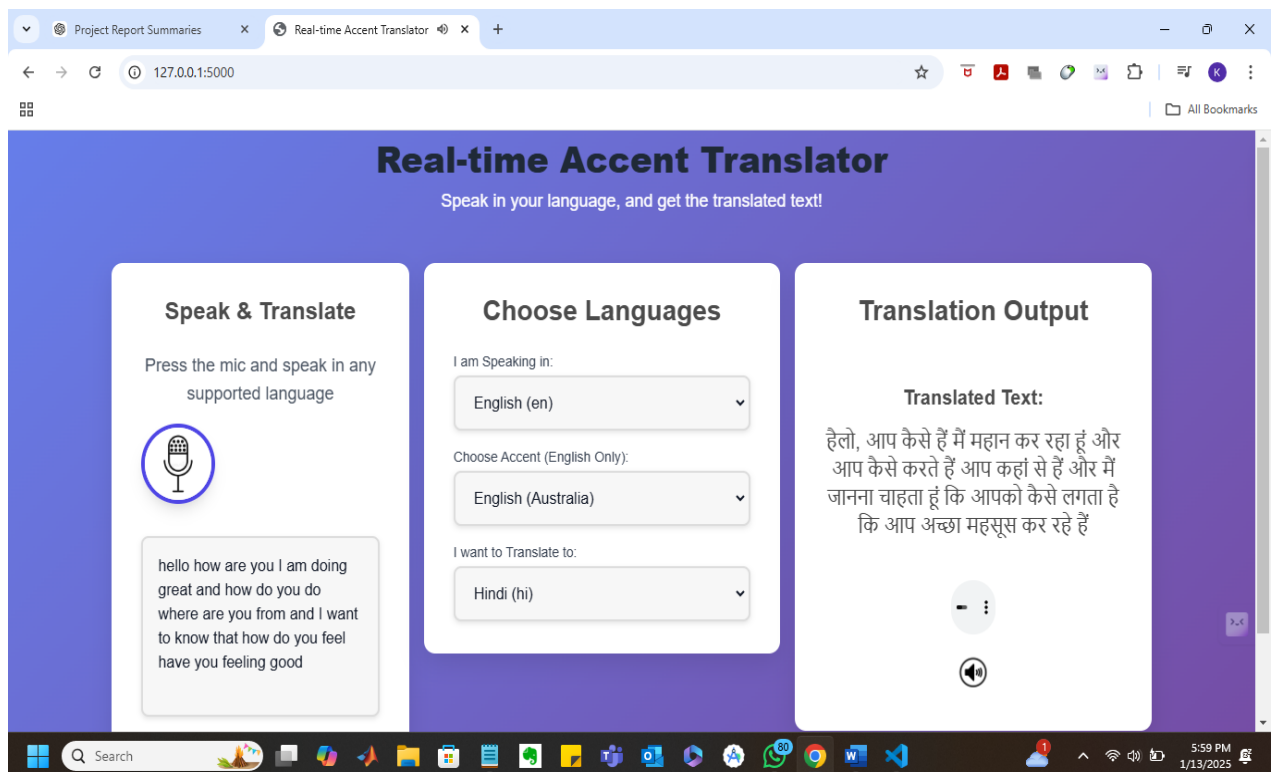 Project Report Summaries
Real-time Accent Translator
127.0.0.1:5000
K
All Bookmarks
Real-time Accent Translator
Speak in your language, and get the translated text!
Speak & Translate
Press the mic and speak in any
supported language
hello how are you I am doing
great and how do you do
where are you from and I want
to know that how do you feel
have you feeling good
Choose Languages
I am Speaking in:
English (en)
Choose Accent (English Only):
English (Australia)
I want to Translate to:
Hindi (hi)
Translation Output
Translated Text:
हैलो, आप कैसे हैं मैं महान कर रहा हूं और
आप कैसे करते हैं आप कहां से हैं और मैं
जानना चाहता हूं कि आपको कैसे लगता है
कि आप अच्छा महसूस कर रहे हैं
Search
80
1
5:59 PM
1/13/2025